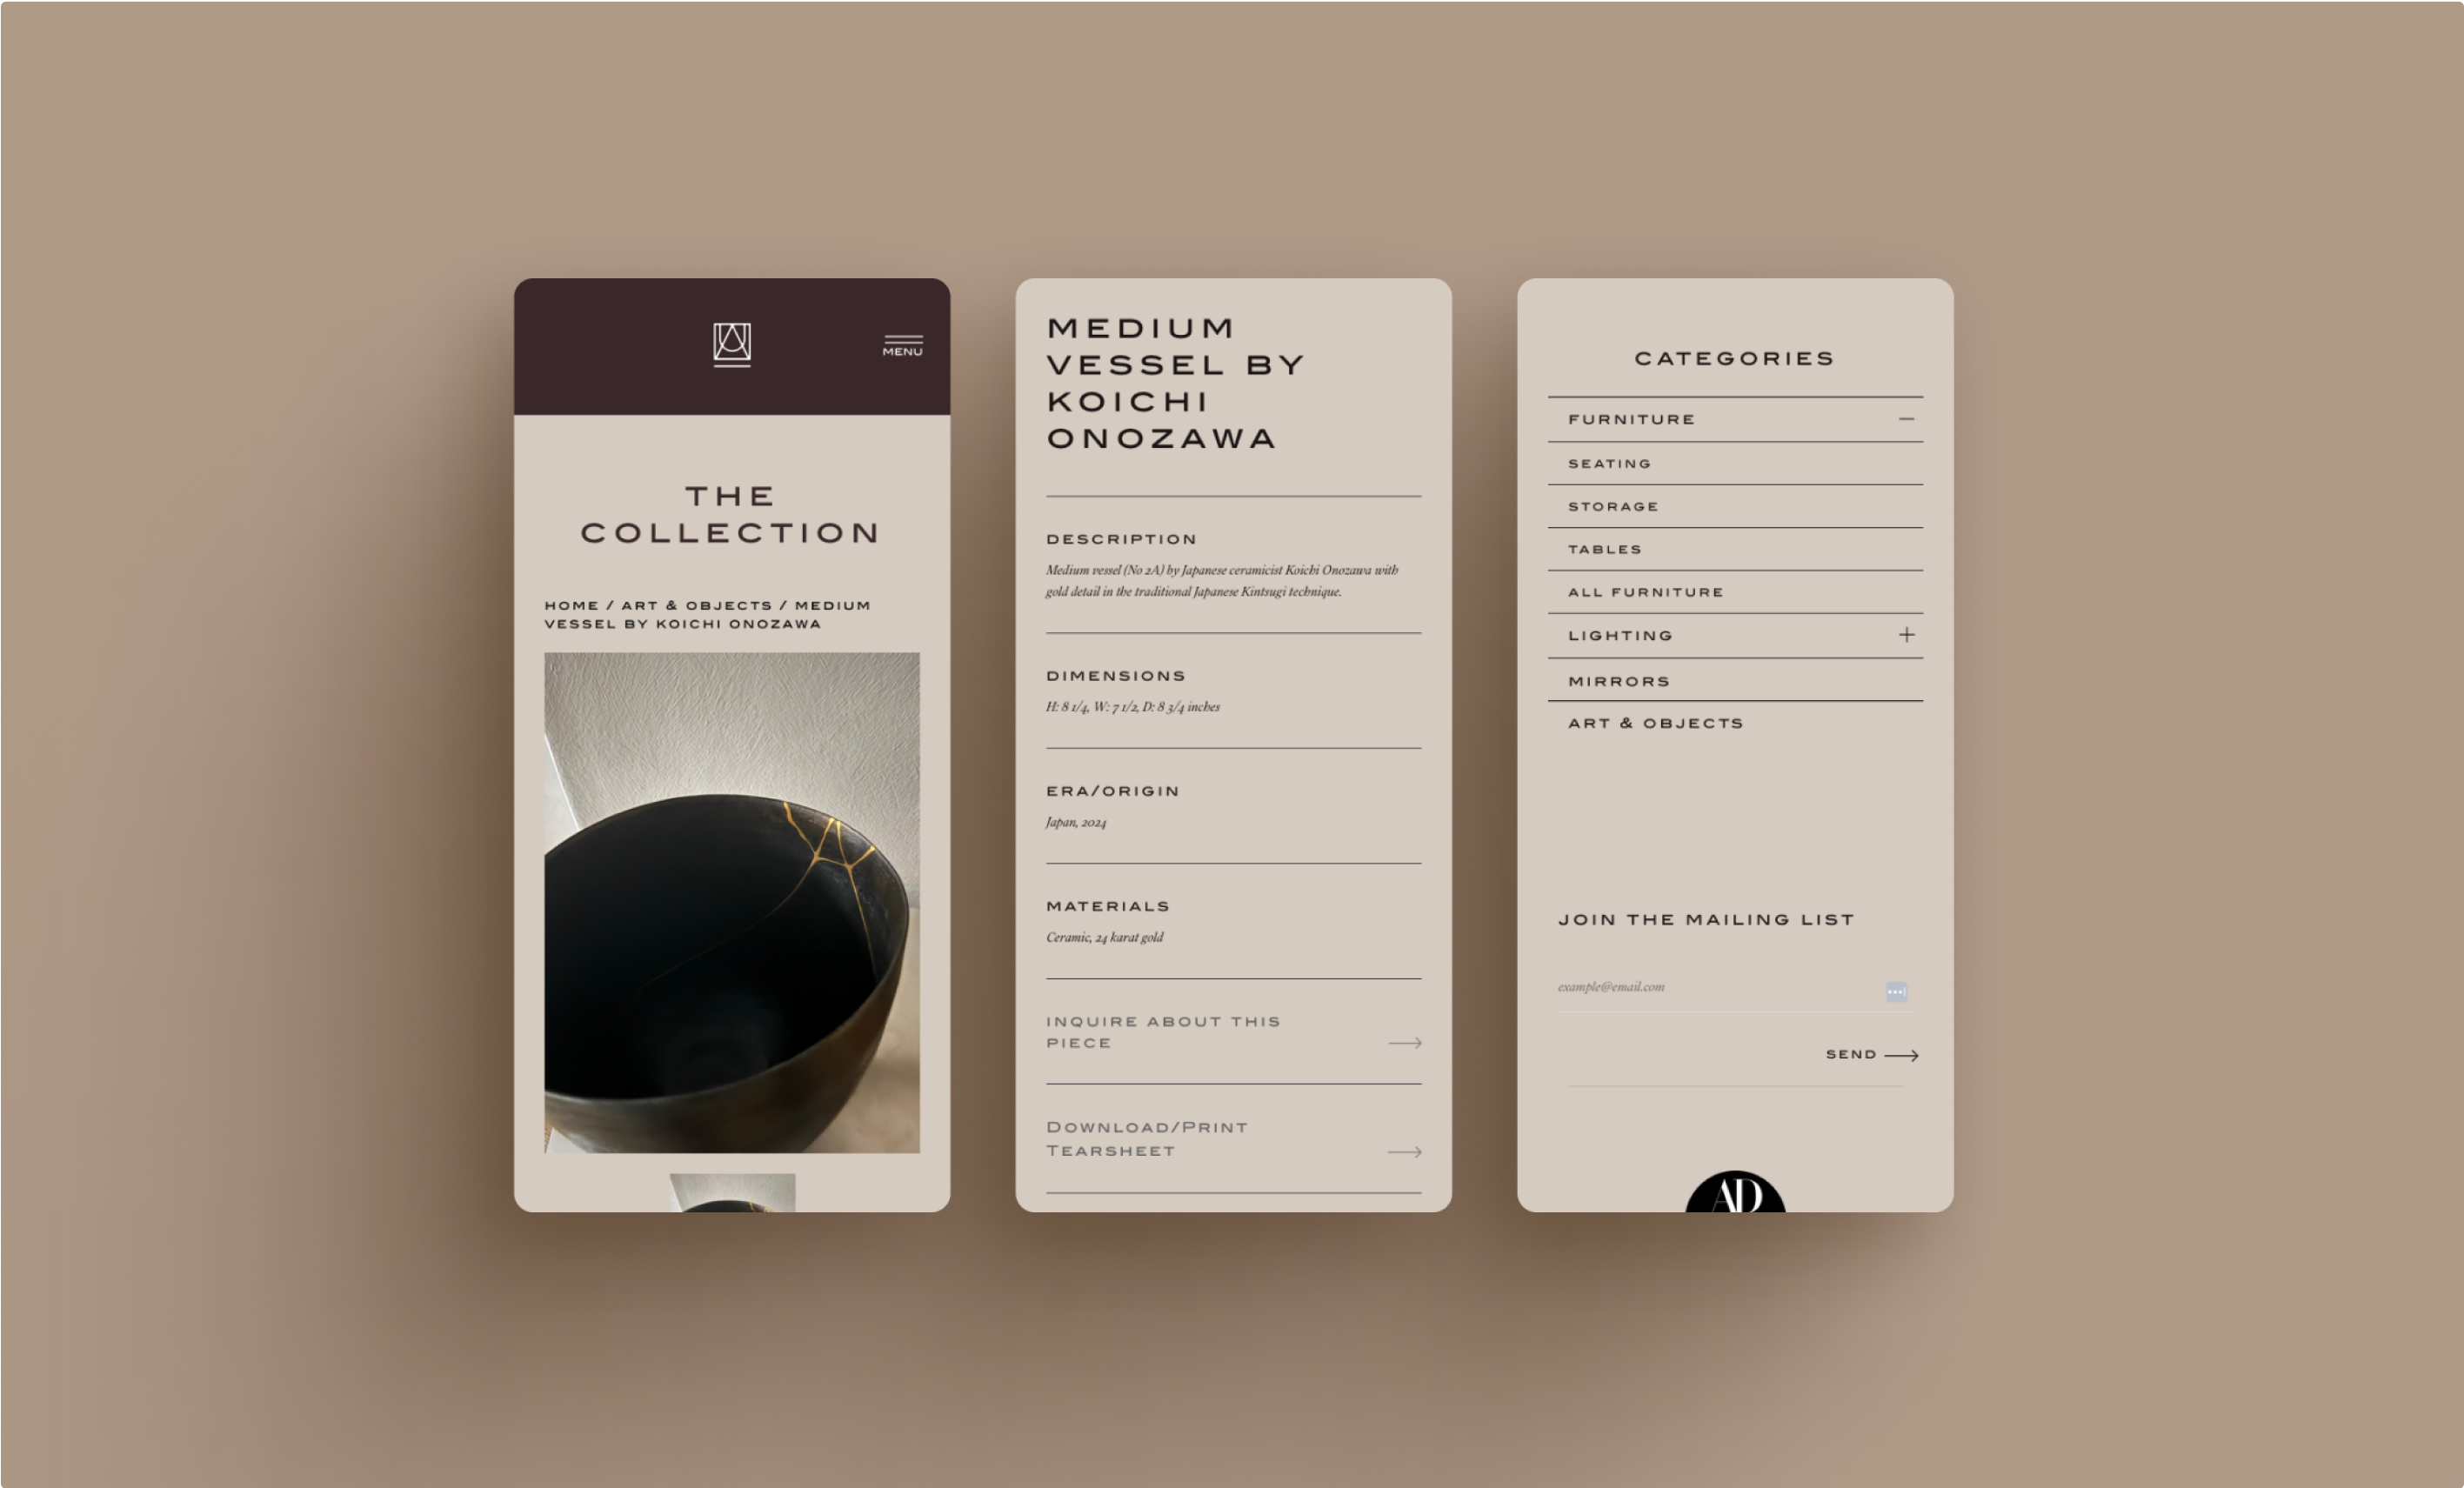 MENU
THE
COLLECTION
HOME / ART & OBJECTS / MEDIUM
VESSEL BY KOICHI ONOZAWA
MEDIUM
VESSEL BY
KOICHI
ONOZAWA
DESCRIPTION
Medium vessel (No 2A) by Japanese ceramicist Koichi Onozawa with
gold detail in the traditional Japanese Kintsugi technique.
DIMENSIONS
H: 8 1/4, W: 7 1/2, D: 8 3/4 inches
ERA/ORIGIN
Japan, 2024
MATERIALS
Ceramic, 24 karat gold
INQUIRE ABOUT THIS
PIECE
DOWNLOAD/PRINT
TEARSHEET
CATEGORIES
FURNITURE
SEATING
STORAGE
TABLES
ALL FURNITURE
LIGHTING
MIRRORS
ART & OBJECTS
JOIN THE MAILING LIST
example@email.com
SEND
AD